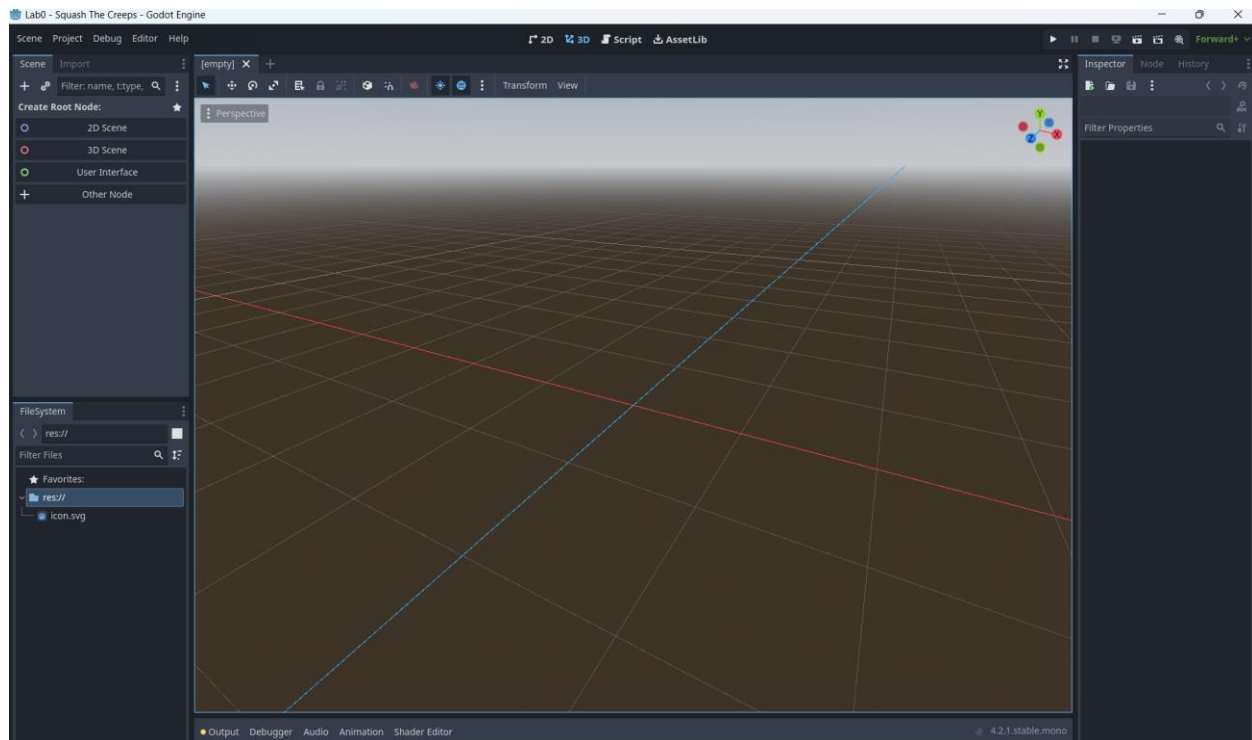 Lab0 - Squash The Creeps - Godot Engine
Scene Project Debug Editor Help
2D 3D Script AssetLib
Forward+
Scene Import
[empty]
Inspector Node History
Filter: name, t:type,
Transform View
Create Root Node:
Perspective
2D Scene
3D Scene
User Interface
Other Node
Y
X
Z
Filter Properties
FileSystem
res://
Filter Files
Favorites:
res://
icon.svg
Output Debugger Audio Animation Shader Editor
4.2.1.stable.mono